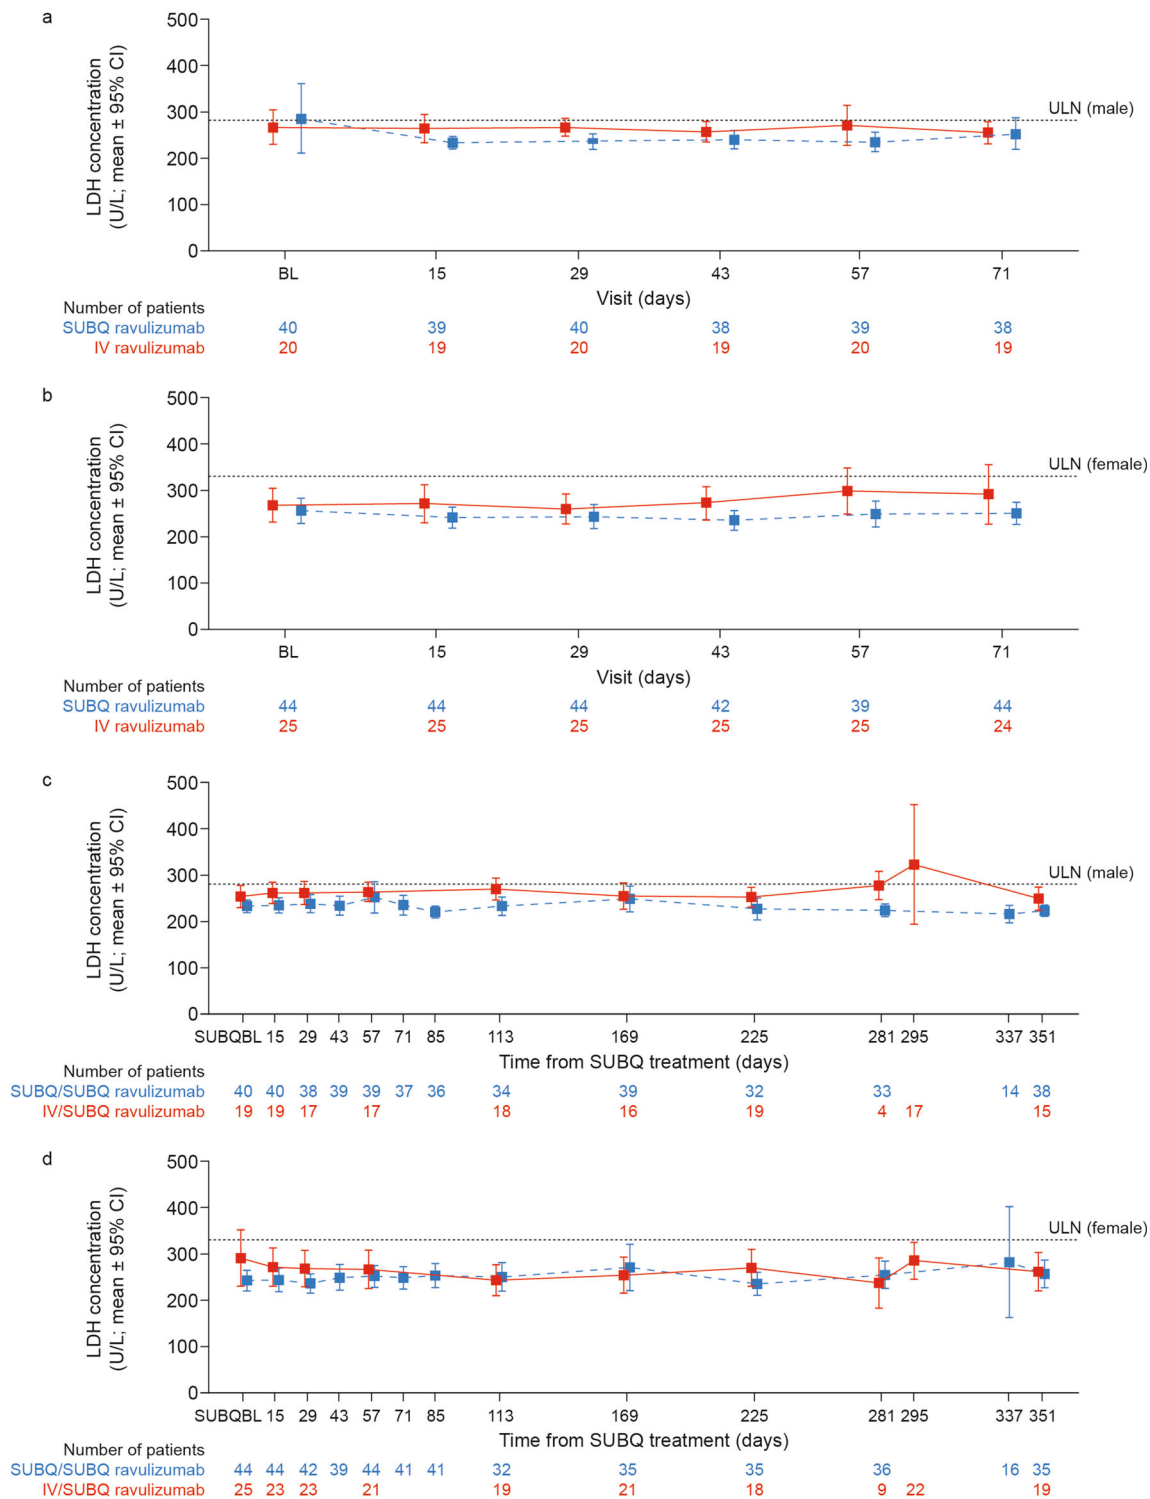 a
LDH concentration
(U/L; mean ± 95% CI)
500
400
300
200
100
0
ULN (male)
BL 15 29 43 57 71
Visit (days)
Number of patients
SUBQ ravulizumab 40 39 40 38 39 38
IV ravulizumab 20 19 20 19 20 19
b
LDH concentration
(U/L; mean ± 95% CI)
500
400
300
200
100
0
ULN (female)
BL 15 29 43 57 71
Visit (days)
Number of patients
SUBQ ravulizumab 44 44 44 42 39 44
IV ravulizumab 25 25 25 25 25 24
c
LDH concentration
(U/L; mean ± 95% CI)
500
400
300
200
100
0
ULN (male)
SUBQBL 15 29 43 57 71 85 113 169 225 281 295 337 351
Time from SUBQ treatment (days)
Number of patients
SUBQ/SUBQ ravulizumab 40 40 38 39 39 37 36 34 39 32 33 14 38
IV/SUBQ ravulizumab 19 19 17 17 18 16 19 4 17 15
d
LDH concentration
(U/L; mean ± 95% CI)
500
400
300
200
100
0
ULN (female)
SUBQBL 15 29 43 57 71 85 113 169 225 281 295 337 351
Time from SUBQ treatment (days)
Number of patients
SUBQ/SUBQ ravulizumab 44 44 42 39 44 41 41 32 35 35 36 16 35
IV/SUBQ ravulizumab 25 23 23 21 19 21 18 9 22 19